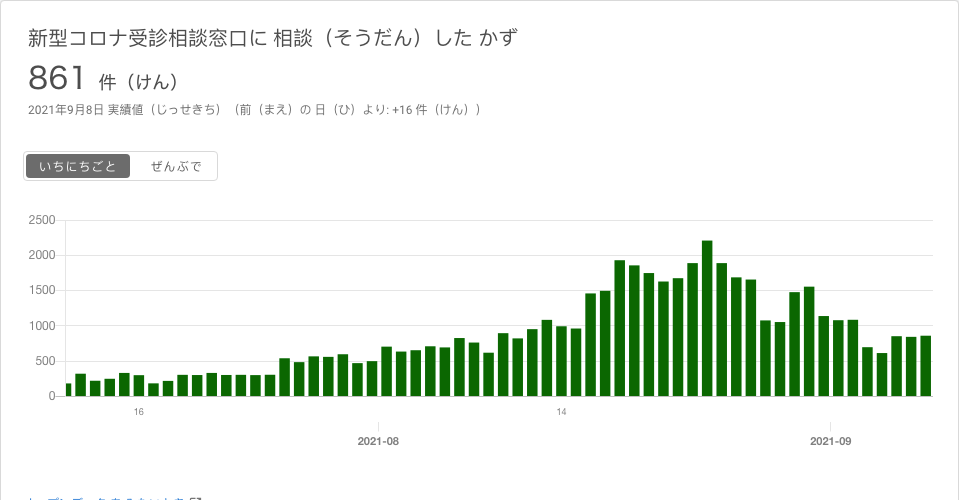 新型コロナ受診相談窓口に 相談（そうだん）した かず
861 件（けん）
2021年9月8日 実績値（じっせきち）（前（まえ）の 日（ひ）より: +16 件（けん））
いちにちごと ぜんぶで
2500
2000
1500
1000
500
0
16 14
2021-08 2021-09